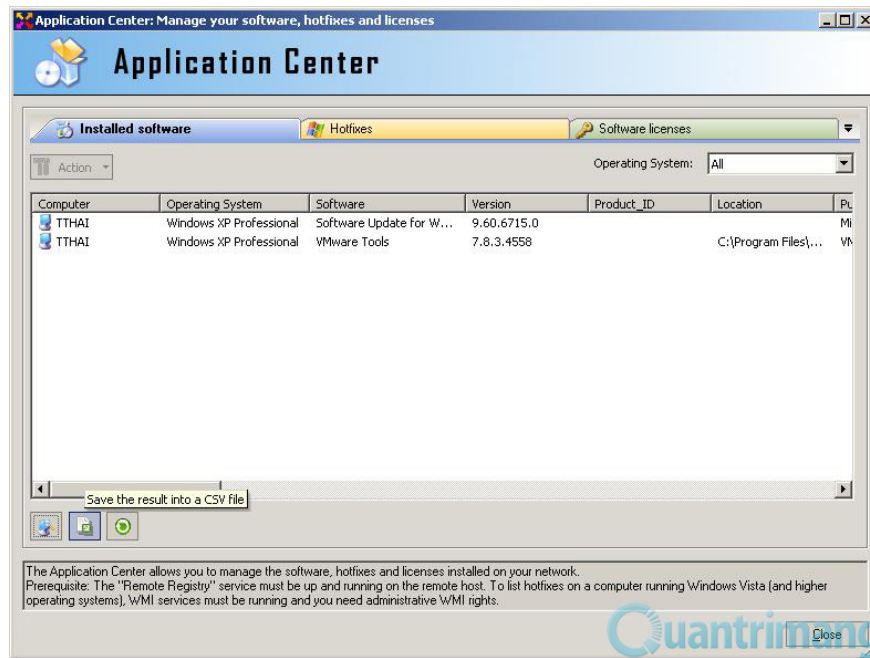 Application Center: Manage your software, hotfixes and licenses
Application Center
Installed software
Hotfixes
Software licenses
Action
Operating System: All
Computer Operating System Software Version Product_ID Location
TTHAI Windows XP Professional Software Update for W... 9.60.6715.0 Mi
TTHAI Windows XP Professional VMware Tools 7.8.3.4558 C:\Program Files\...
Save the result into a CSV file
The Application Center allows you to manage the software, hotfixes and licenses installed on your network.
Prerequisite: The "Remote Registry" service must be up and running on the remote host. To list hotfixes on a computer running Windows Vista (and higher
operating systems), WMI services must be running and you need administrative WMI rights.
Quantrimang
Close